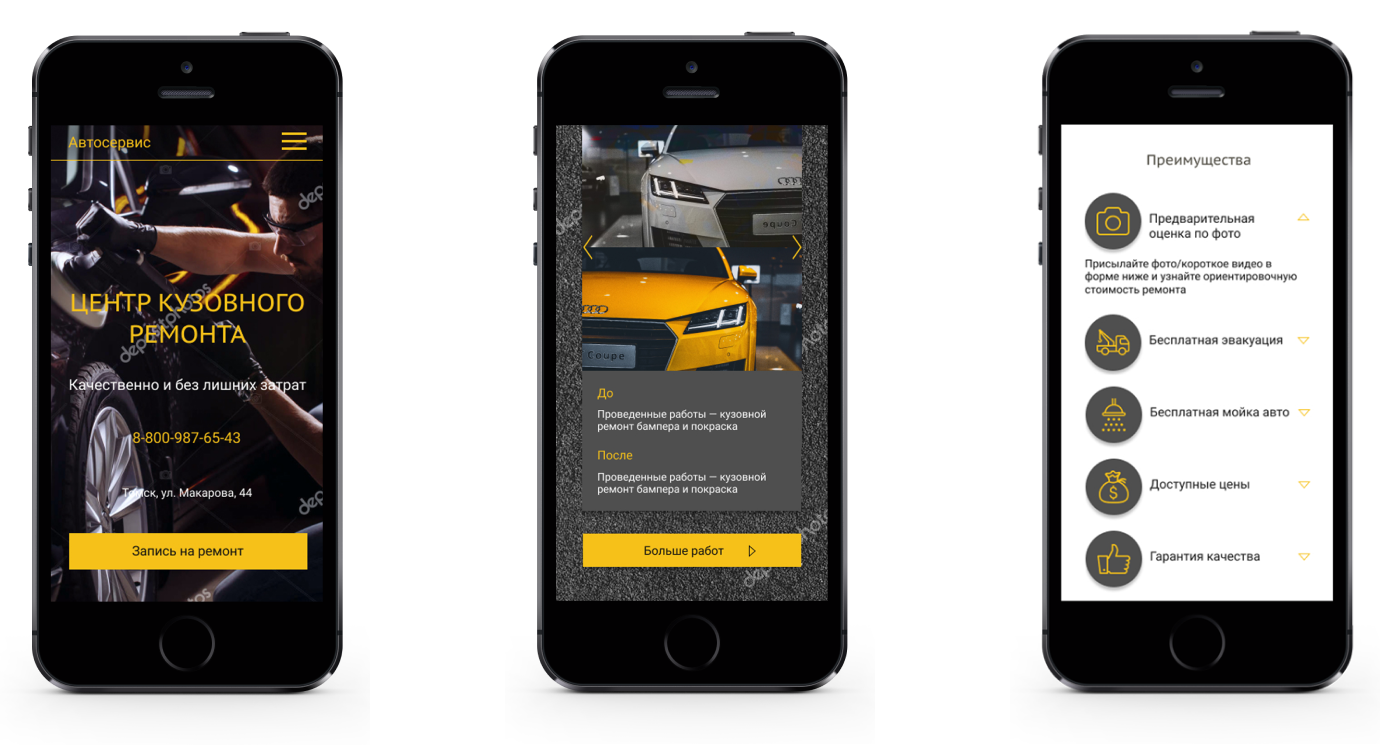 Автосервис
ЦЕНТР КУЗОВНОГО
РЕМОНТА
Качественно и без лишних затрат
8-800-987-65-43
Томск, ул. Макарова, 44
Запись на ремонт
depositphotos
Coupe
Coupe
До
Проведенные работы — кузовной
ремонт бампера и покраска
После
Проведенные работы — кузовной
ремонт бампера и покраска
Больше работ
Преимущества
Предварительная
оценка по фото
Присылайте фото/короткое видео в
форме ниже и узнайте ориентировочную
стоимость ремонта
Бесплатная эвакуация
Бесплатная мойка авто
Доступные цены
$
Гарантия качества